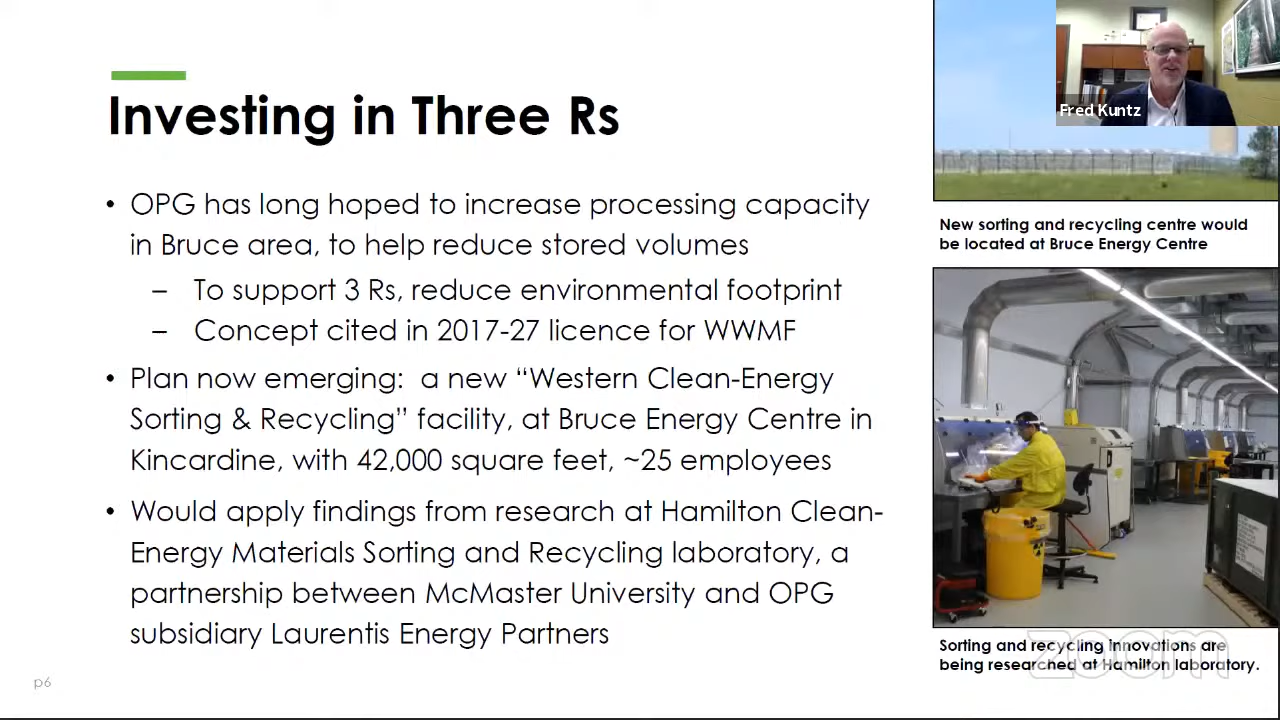 Investing in Three Rs
• OPG has long hoped to increase processing capacity
in Bruce area, to help reduce stored volumes
– To support 3 Rs, reduce environmental footprint
– Concept cited in 2017-27 licence for WWMF
• Plan now emerging:  a new “Western Clean-Energy
Sorting & Recycling” facility, at Bruce Energy Centre in
Kincardine, with 42,000 square feet, ~25 employees
• Would apply findings from research at Hamilton Clean-
Energy Materials Sorting and Recycling laboratory, a
partnership between McMaster University and OPG
subsidiary Laurentis Energy Partners
p6
Fred Kuntz
New sorting and recycling centre would
be located at Bruce Energy Centre
Sorting and recycling innovations are
being researched at Hamilton laboratory.
zoom